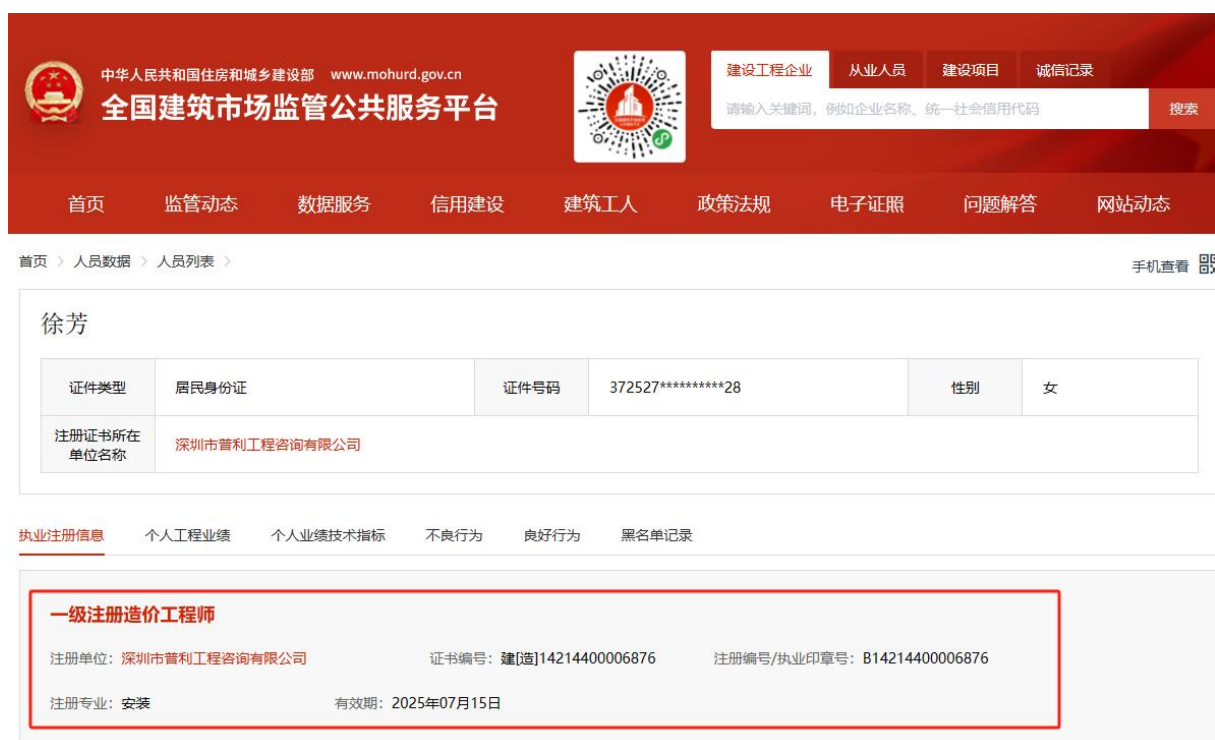 中华人民共和国住房和城乡建设部 www.mohurd.gov.cn
全国建筑市场监管公共服务平台
建设工程企业 从业人员 建设项目 诚信记录
请输入关键词，例如企业名称、统一社会信用代码 搜索
首页 监管动态 数据服务 信用建设 建筑工人 政策法规 电子证照 问题解答 网站动态
首页 > 人员数据 > 人员列表 >
手机查看
徐芳
证件类型 居民身份证 证件号码 372527**********28 性别 女
注册证书所在
单位名称
深圳市普利工程咨询有限公司
执业注册信息 个人工程业绩 个人业绩技术指标 不良行为 良好行为 黑名单记录
一级注册造价工程师
注册单位：深圳市普利工程咨询有限公司 证书编号：建[造]14214400006876 注册编号/执业印章号：B14214400006876
注册专业：安装 有效期：2025年07月15日